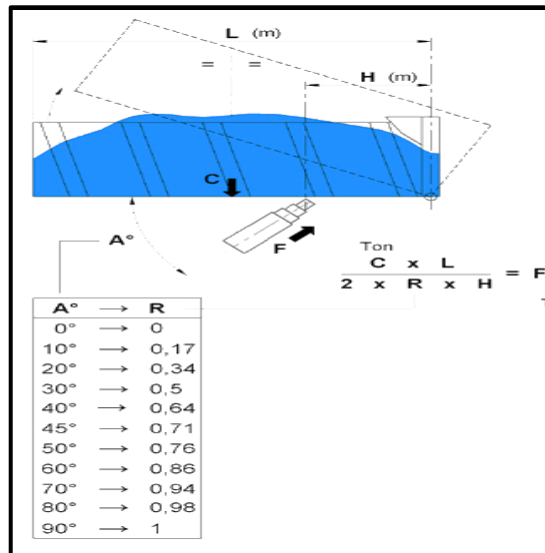 L (m)
= =
H (m)
C
F
A°
Ton
C x L
2 x R x H
= F
A° → R
0° → 0
10° → 0,17
20° → 0,34
30° → 0,5
40° → 0,64
45° → 0,71
50° → 0,76
60° → 0,86
70° → 0,94
80° → 0,98
90° → 1